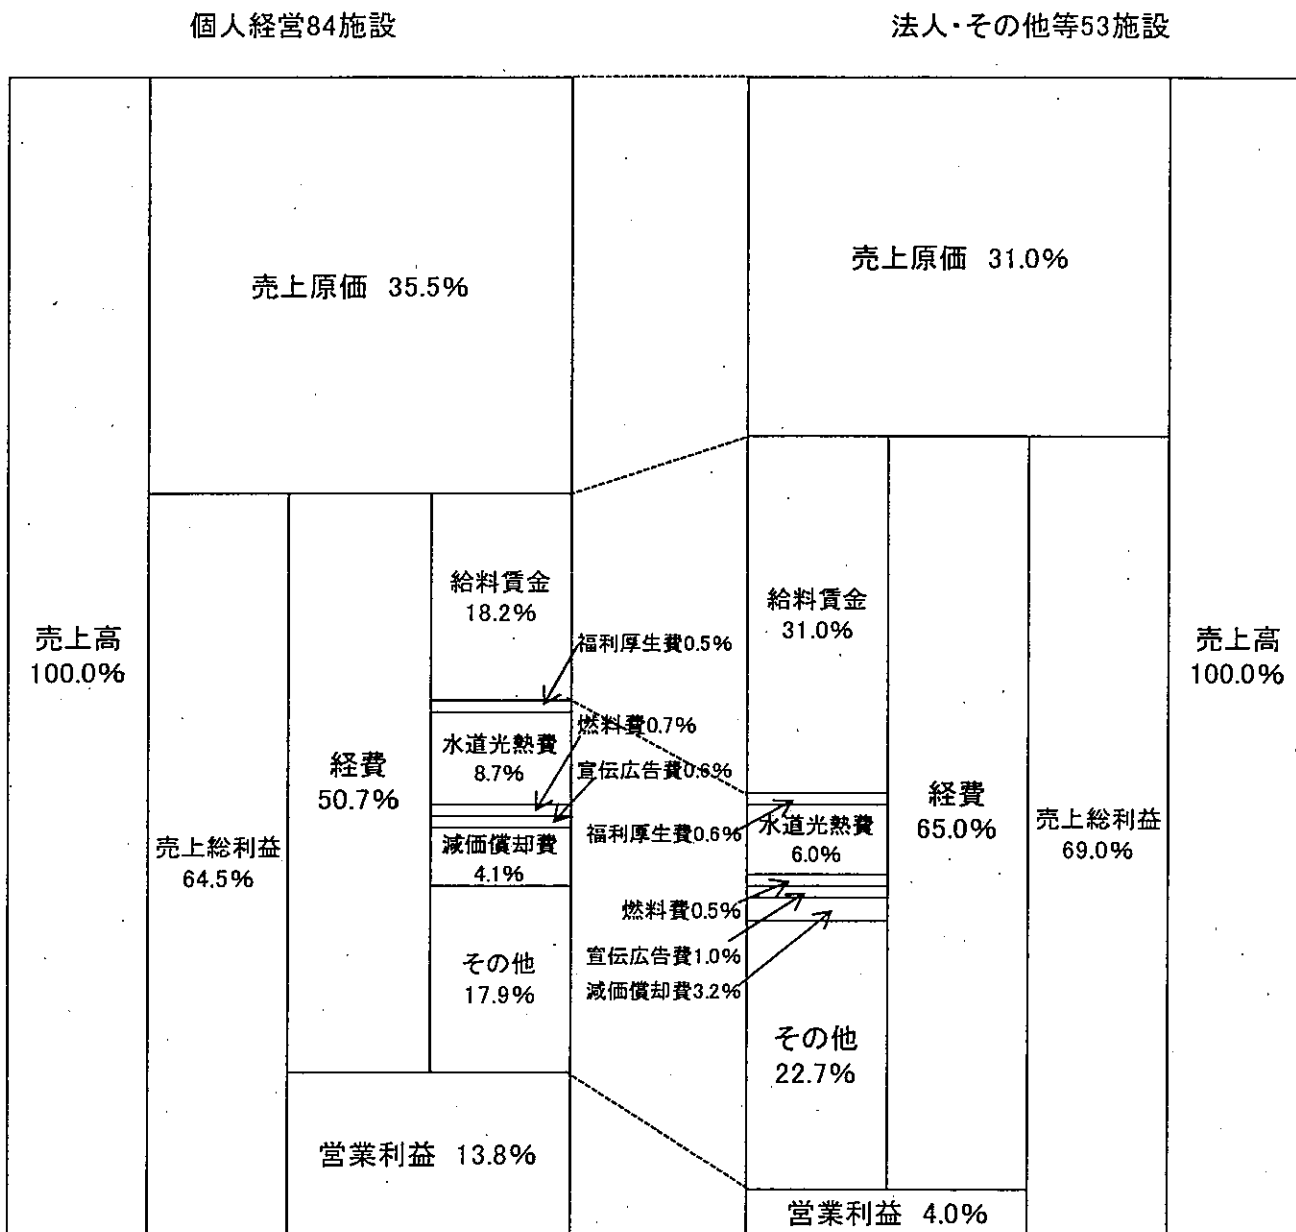 個人経営84施設
法人・その他等53施設
売上高
100.0%
売上原価 35.5%
売上総利益
64.5%
経費
50.7%
給料賃金
18.2%
福利厚生費0.5%
水道光熱費
8.7%
燃料費0.7%
宣伝広告費0.6%
減価償却費
4.1%
その他
17.9%
営業利益 13.8%
売上原価 31.0%
給料賃金
31.0%
福利厚生費0.6%
水道光熱費
6.0%
燃料費0.5%
宣伝広告費1.0%
減価償却費3.2%
その他
22.7%
経費
65.0%
売上総利益
69.0%
売上高
100.0%
営業利益 4.0%